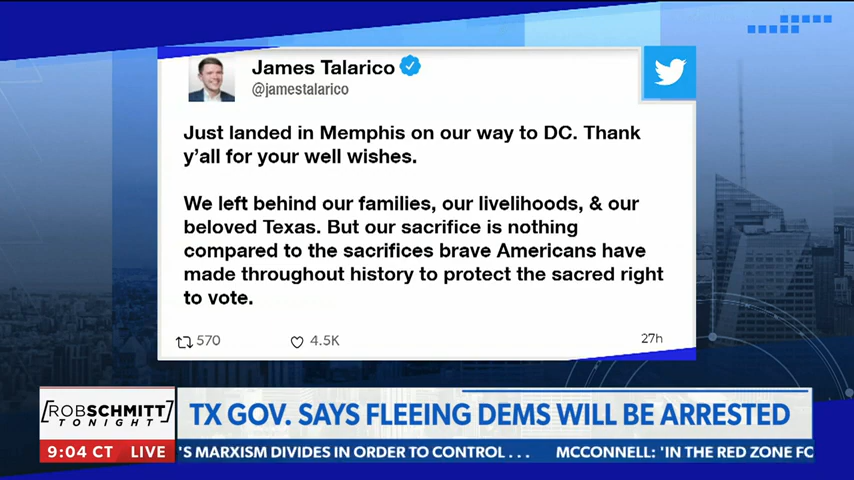 James Talarico
@jamestalarico
Just landed in Memphis on our way to DC. Thank
y'all for your well wishes.
We left behind our families, our livelihoods, & our
beloved Texas. But our sacrifice is nothing
compared to the sacrifices brave Americans have
made throughout history to protect the sacred right
to vote.
570
4.5K
27h
[ROBSCHMITT]
TONIGHT
TX GOV. SAYS FLEEING DEMS WILL BE ARRESTED
9:04 CT LIVE
'S MARXISM DIVIDES IN ORDER TO CONTROL . . . MCCONNELL: 'IN THE RED ZONE FC